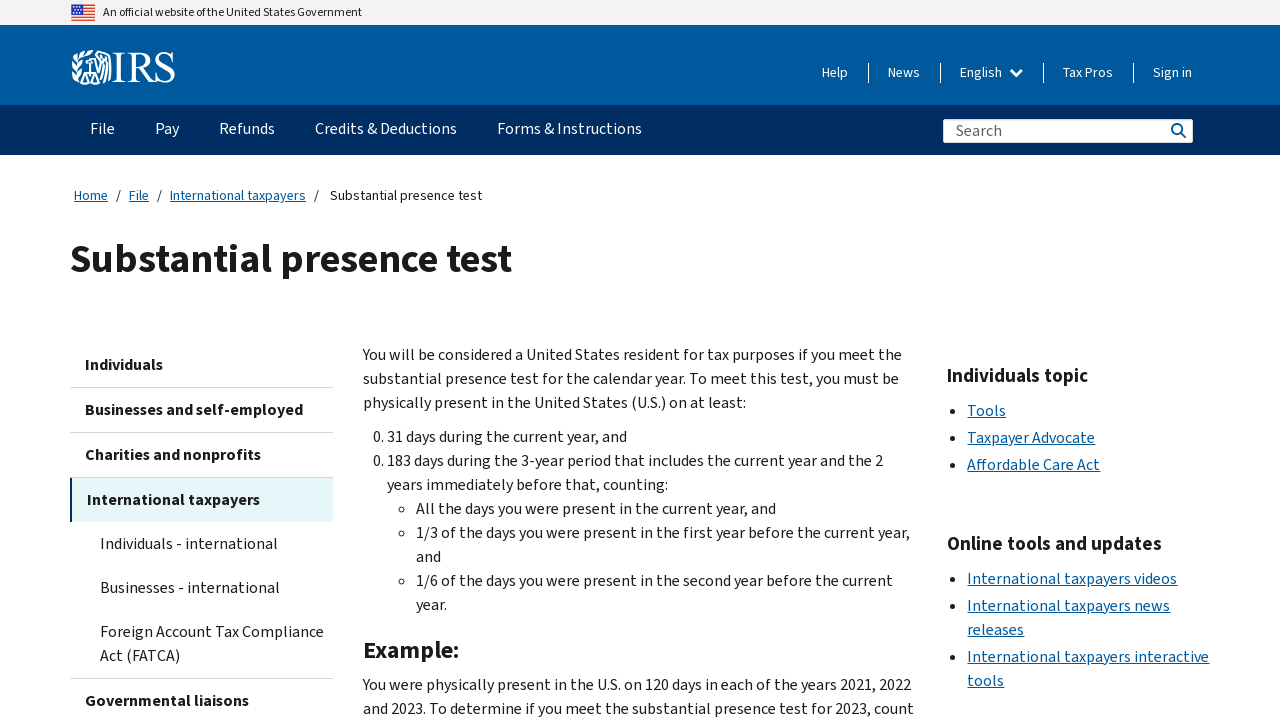 An official website of the United States Government
IRS
Help
News
English
Tax Pros
Sign in
File
Pay
Refunds
Credits & Deductions
Forms & Instructions
Search
Home / File / International taxpayers / Substantial presence test
Substantial presence test
Individuals
Businesses and self-employed
Charities and nonprofits
International taxpayers
Individuals - international
Businesses - international
Foreign Account Tax Compliance
Act (FATCA)
Governmental liaisons
You will be considered a United States resident for tax purposes if you meet the
substantial presence test for the calendar year. To meet this test, you must be
physically present in the United States (U.S.) on at least:
0. 31 days during the current year, and
0. 183 days during the 3-year period that includes the current year and the 2
years immediately before that, counting:
◦ All the days you were present in the current year, and
◦ 1/3 of the days you were present in the first year before the current year,
and
◦ 1/6 of the days you were present in the second year before the current
year.
Example:
You were physically present in the U.S. on 120 days in each of the years 2021, 2022
and 2023. To determine if you meet the substantial presence test for 2023, count
Individuals topic
• Tools
• Taxpayer Advocate
• Affordable Care Act
Online tools and updates
• International taxpayers videos
• International taxpayers news
releases
• International taxpayers interactive
tools